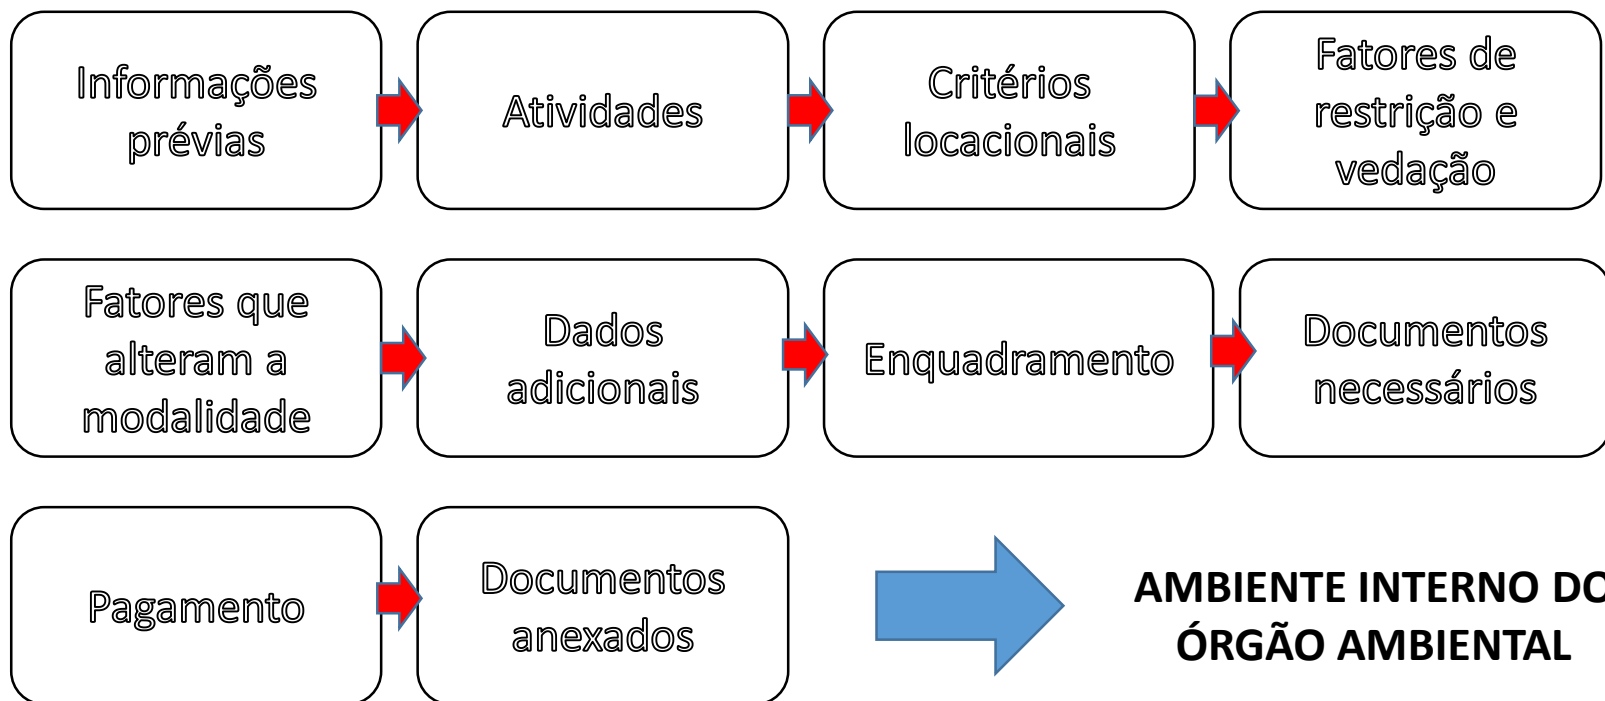 Informações
prévias
Atividades
Critérios
locacionais
Fatores de
restrição e
vedação
Fatores que
alteram a
modalidade
Dados
adicionais
Enquadramento
Documentos
necessários
Pagamento
Documentos
anexados
AMBIENTE INTERNO DO
ÓRGÃO AMBIENTAL